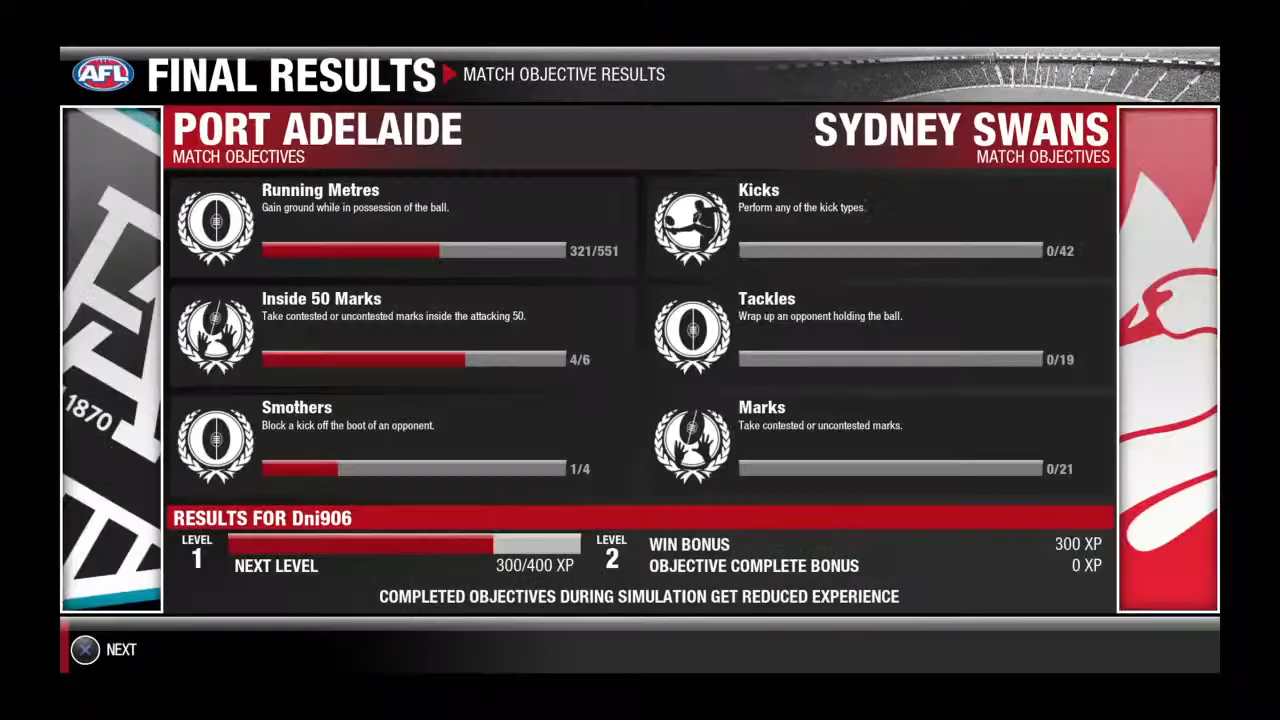 AFL
FINAL RESULTS
MATCH OBJECTIVE RESULTS
PORT ADELAIDE
MATCH OBJECTIVES
SYDNEY SWANS
MATCH OBJECTIVES
Running Metres
Gain ground while in possession of the ball.
321/551
Kicks
Perform any of the kick types.
0/42
Inside 50 Marks
Take contested or uncontested marks inside the attacking 50.
4/6
Tackles
Wrap up an opponent holding the ball.
0/19
1870
Smothers
Block a kick off the boot of an opponent.
1/4
Marks
Take contested or uncontested marks.
0/21
RESULTS FOR Dni906
LEVEL
1
NEXT LEVEL
300/400 XP
LEVEL
2
WIN BONUS
300 XP
OBJECTIVE COMPLETE BONUS
0 XP
COMPLETED OBJECTIVES DURING SIMULATION GET REDUCED EXPERIENCE
NEXT